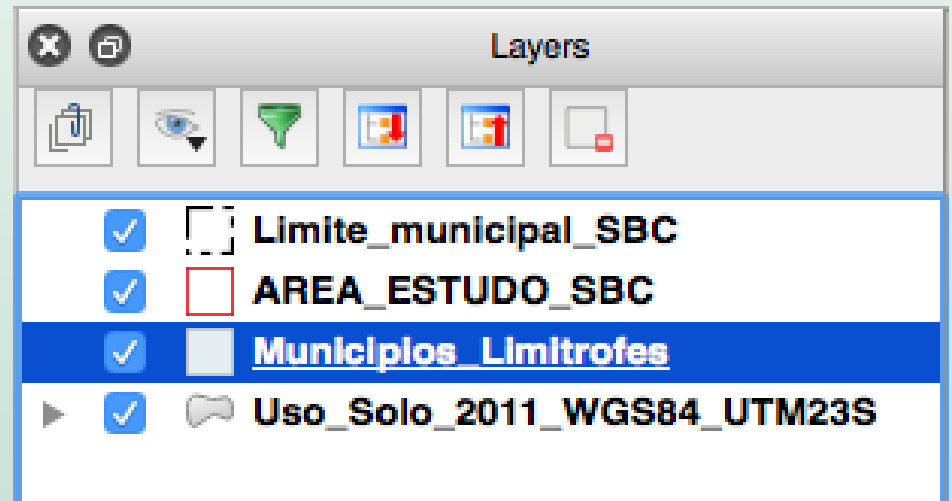 Layers
Limite_municipal_SBC
AREA_ESTUDO_SBC
Municipios_Limitrofes
Uso_Solo_2011_WGS84_UTM23S